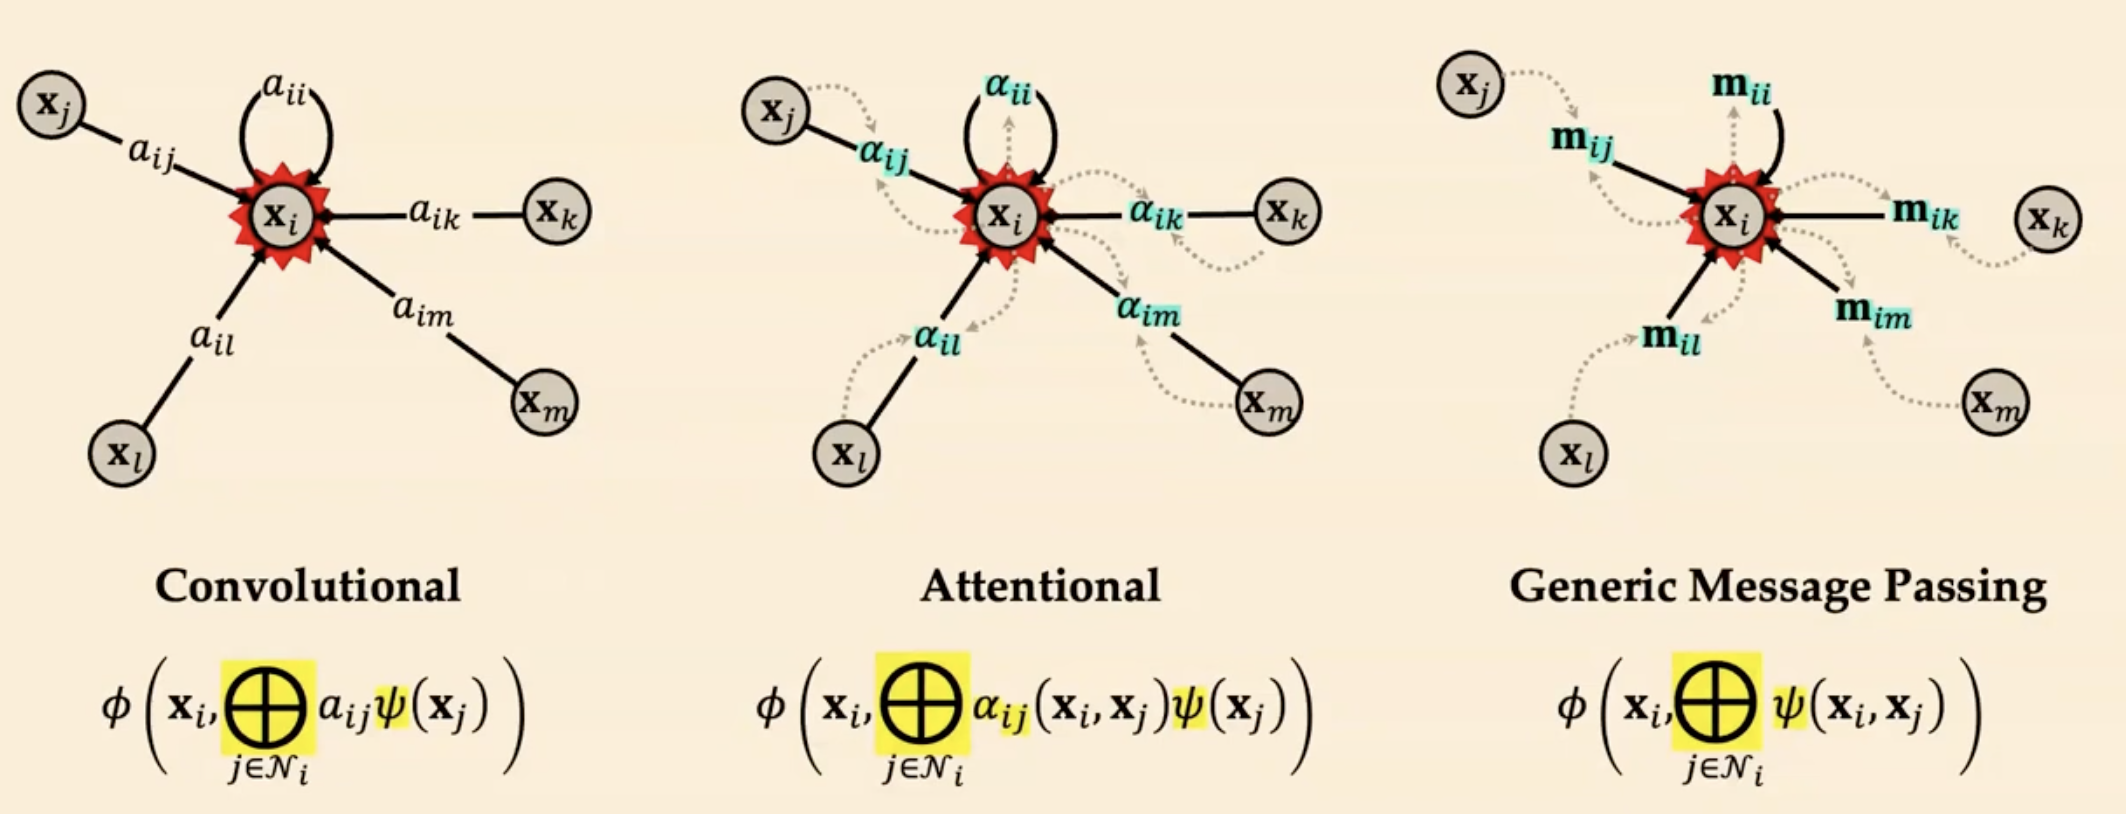 x_j a_ii a_ij x_i a_ik x_k a_im a_il x_m x_l
x_j α_ii α_ij x_i α_ik x_k α_im α_il x_m x_l
x_j m_ii m_ij x_i m_ik x_k m_im m_il x_m x_l
Convolutional
ϕ(x_i, ⊕_{j∈𝒩_i} a_ij ψ(x_j))
Attentional
ϕ(x_i, ⊕_{j∈𝒩_i} α_ij(x_i, x_j)ψ(x_j))
Generic Message Passing
ϕ(x_i, ⊕_{j∈𝒩_i} ψ(x_i, x_j))